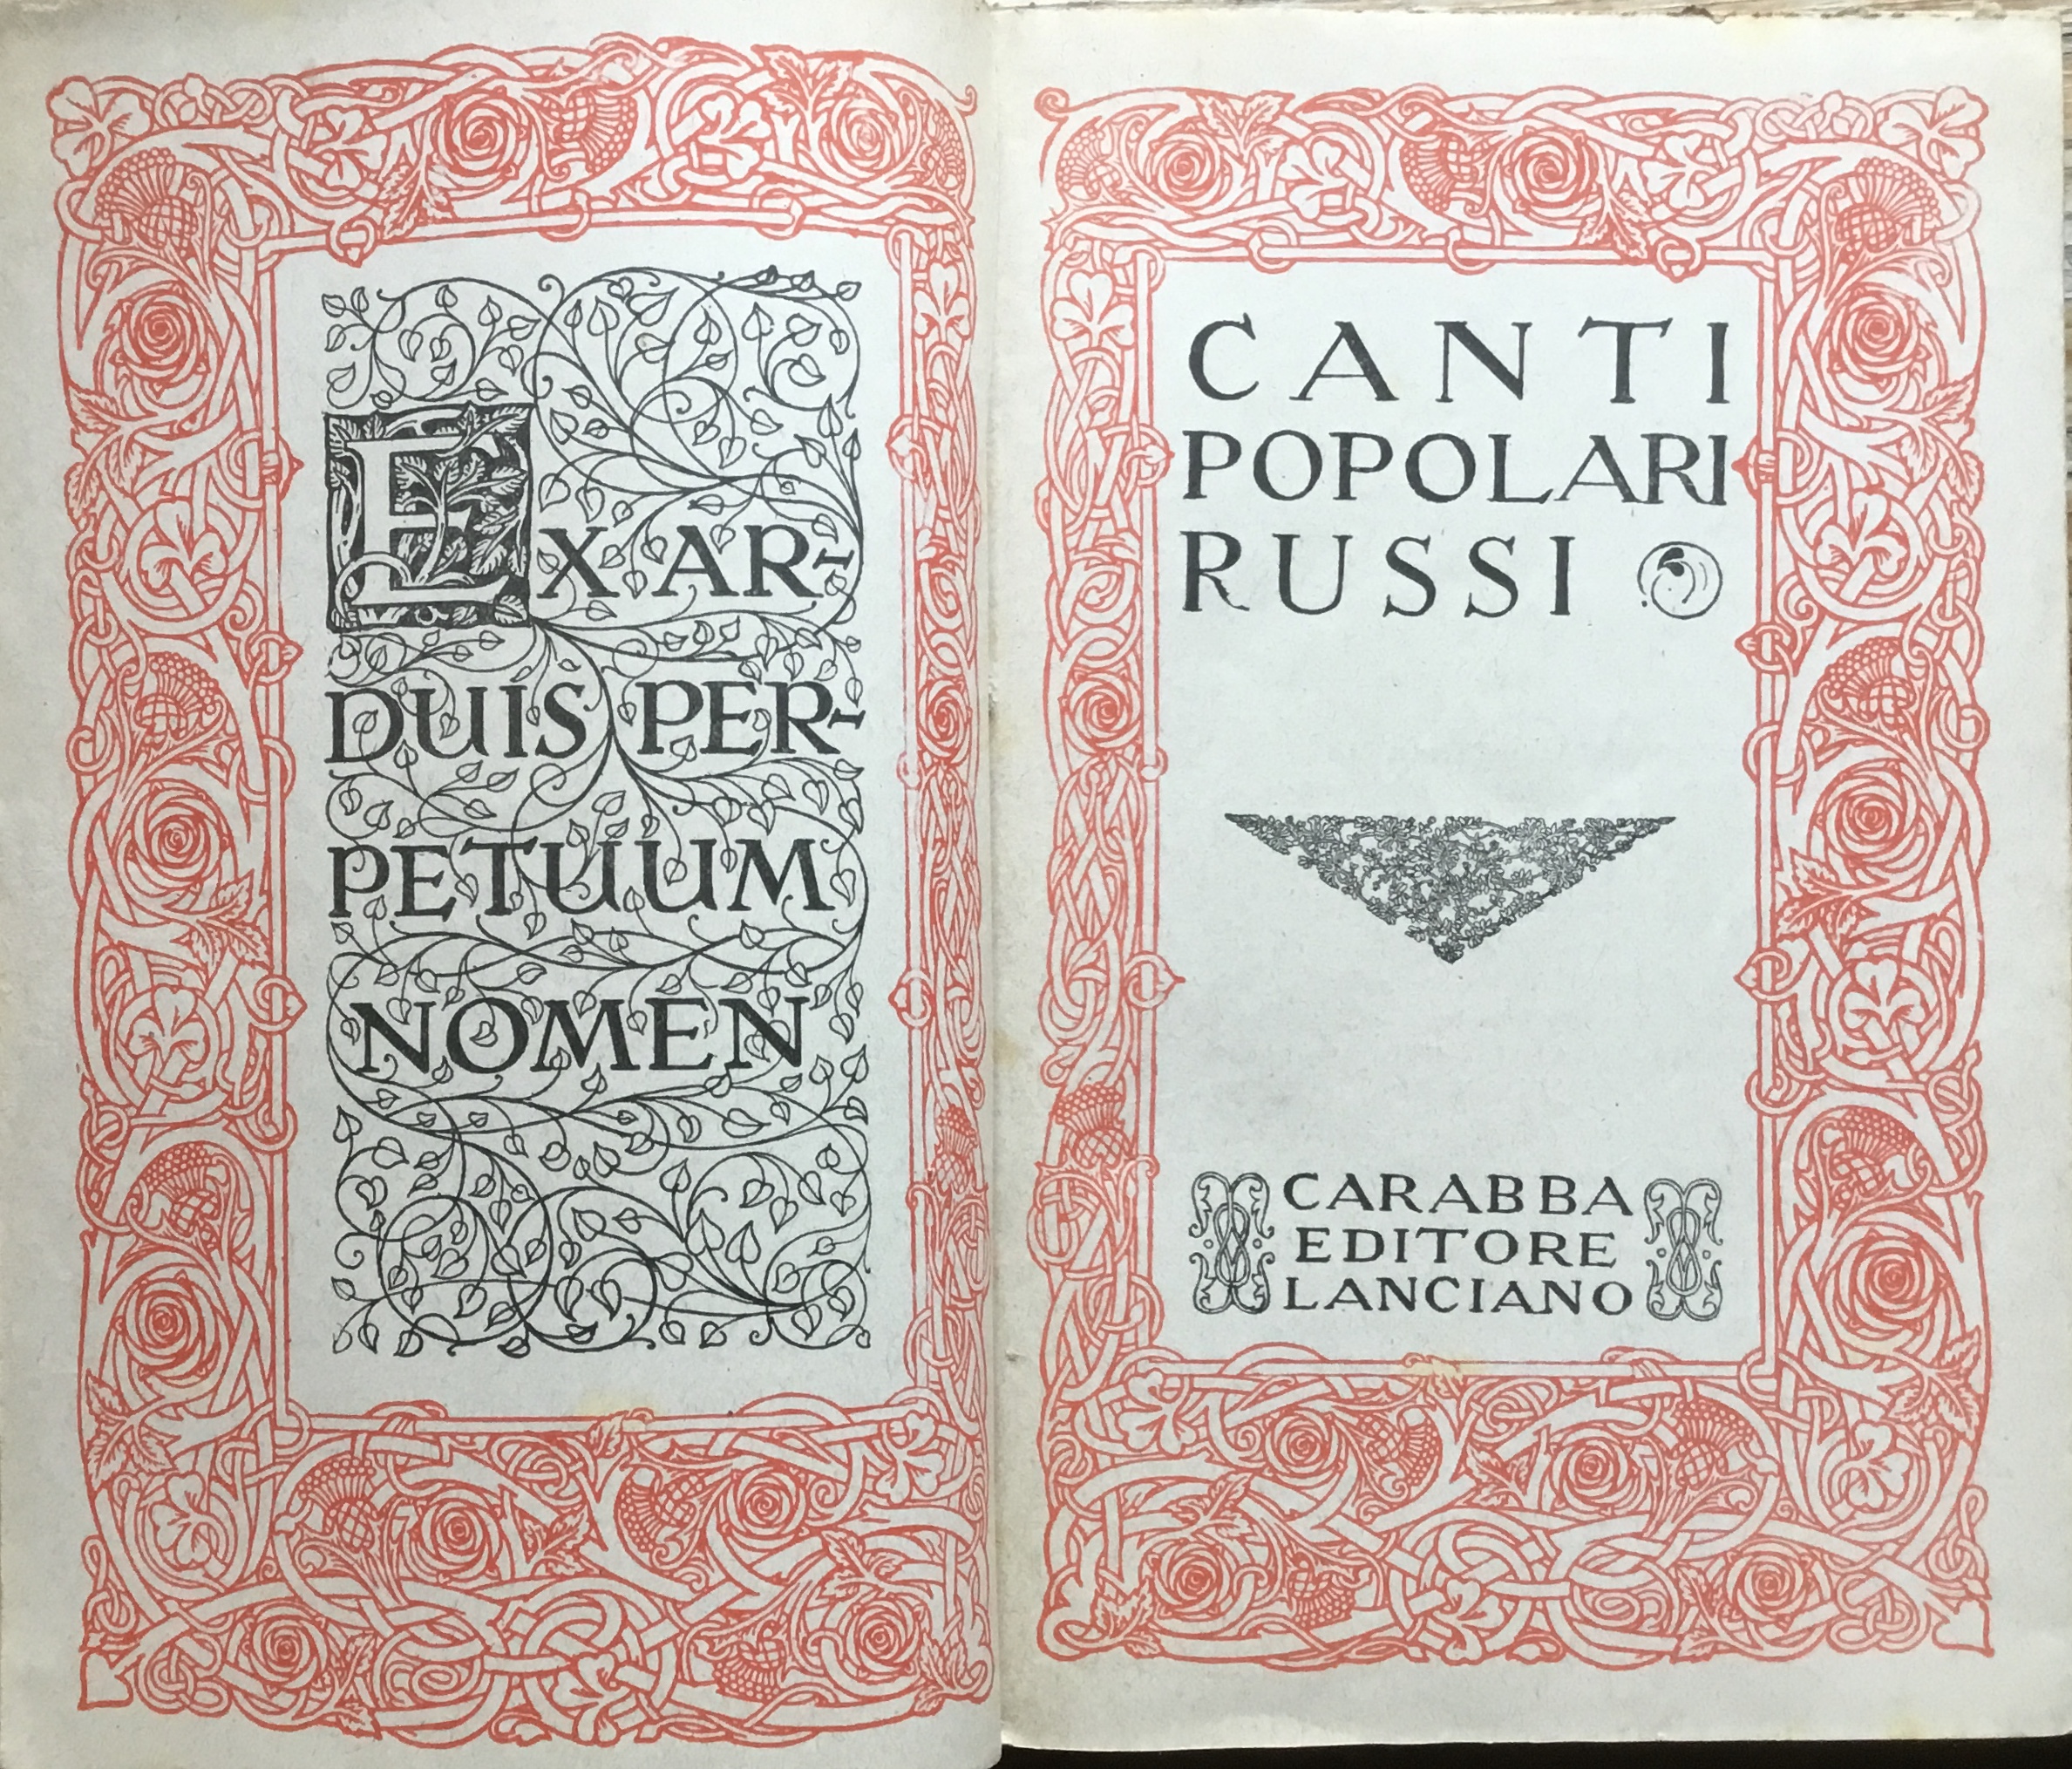 EX AR-
DUIS PER-
PETUUM
NOMEN
CANTI
POPOLARI
RUSSI
CARABBA
EDITORE
LANCIANO